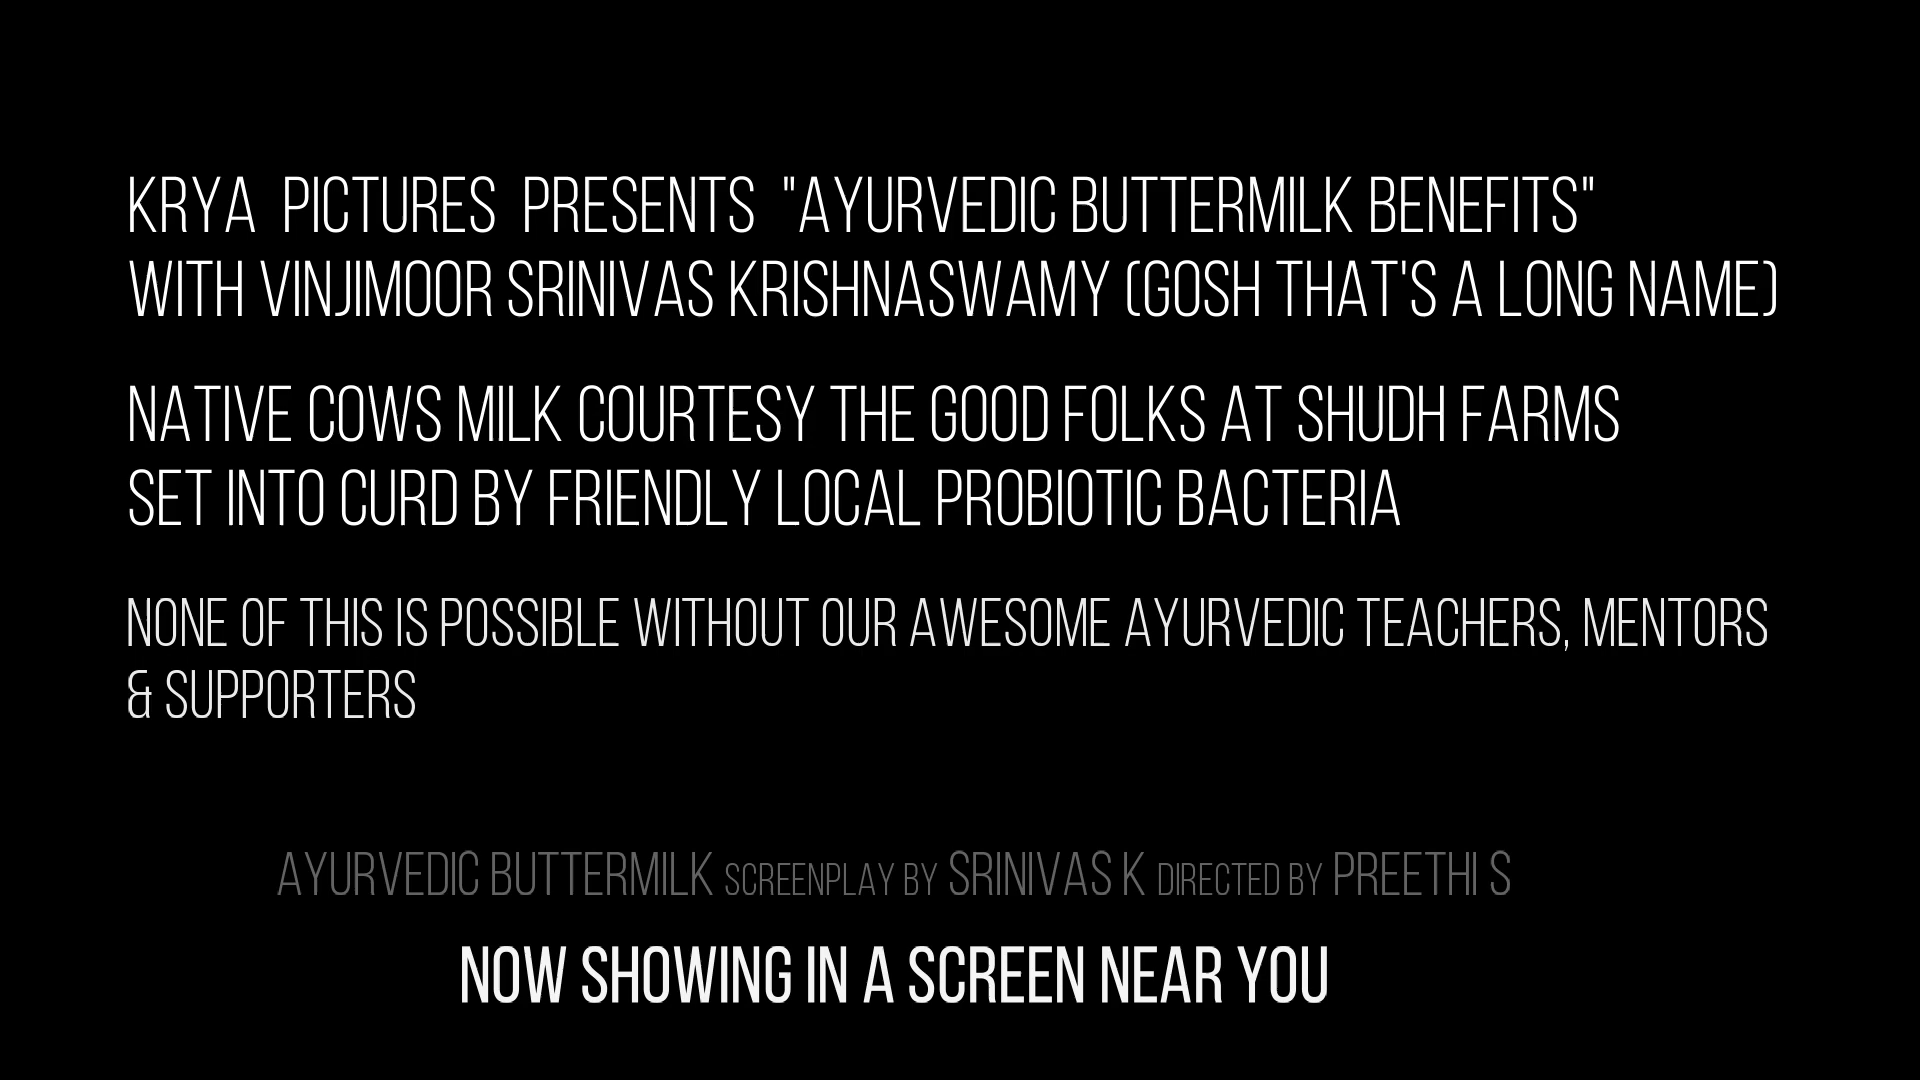 KRYA PICTURES PRESENTS "AYURVEDIC BUTTERMILK BENEFITS"
WITH VINJIMOOR SRINIVAS KRISHNASWAMY (GOSH THAT'S A LONG NAME)
NATIVE COWS MILK COURTESY THE GOOD FOLKS AT SHUDH FARMS
SET INTO CURD BY FRIENDLY LOCAL PROBIOTIC BACTERIA
NONE OF THIS IS POSSIBLE WITHOUT OUR AWESOME AYURVEDIC TEACHERS, MENTORS
& SUPPORTERS
AYURVEDIC BUTTERMILK SCREENPLAY BY SRINIVAS K DIRECTED BY PREETHI S
NOW SHOWING IN A SCREEN NEAR YOU